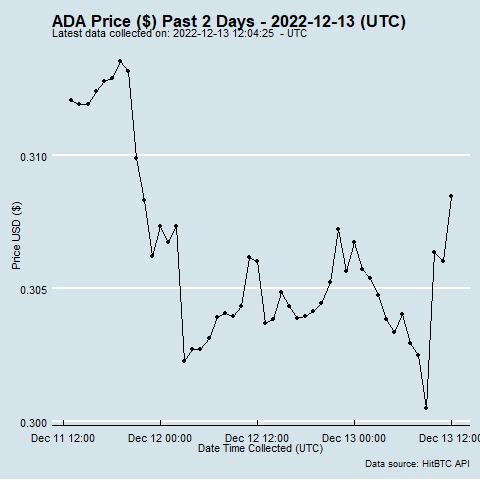 ADA Price ($) Past 2 Days - 2022-12-13 (UTC)
Latest data collected on: 2022-12-13 12:04:25 - UTC
0.310
0.305
0.300
Price USD ($)
Dec 11 12:00 Dec 12 00:00 Dec 12 12:00 Dec 13 00:00 Dec 13 12:00
Date Time Collected (UTC)
Data source: HitBTC API